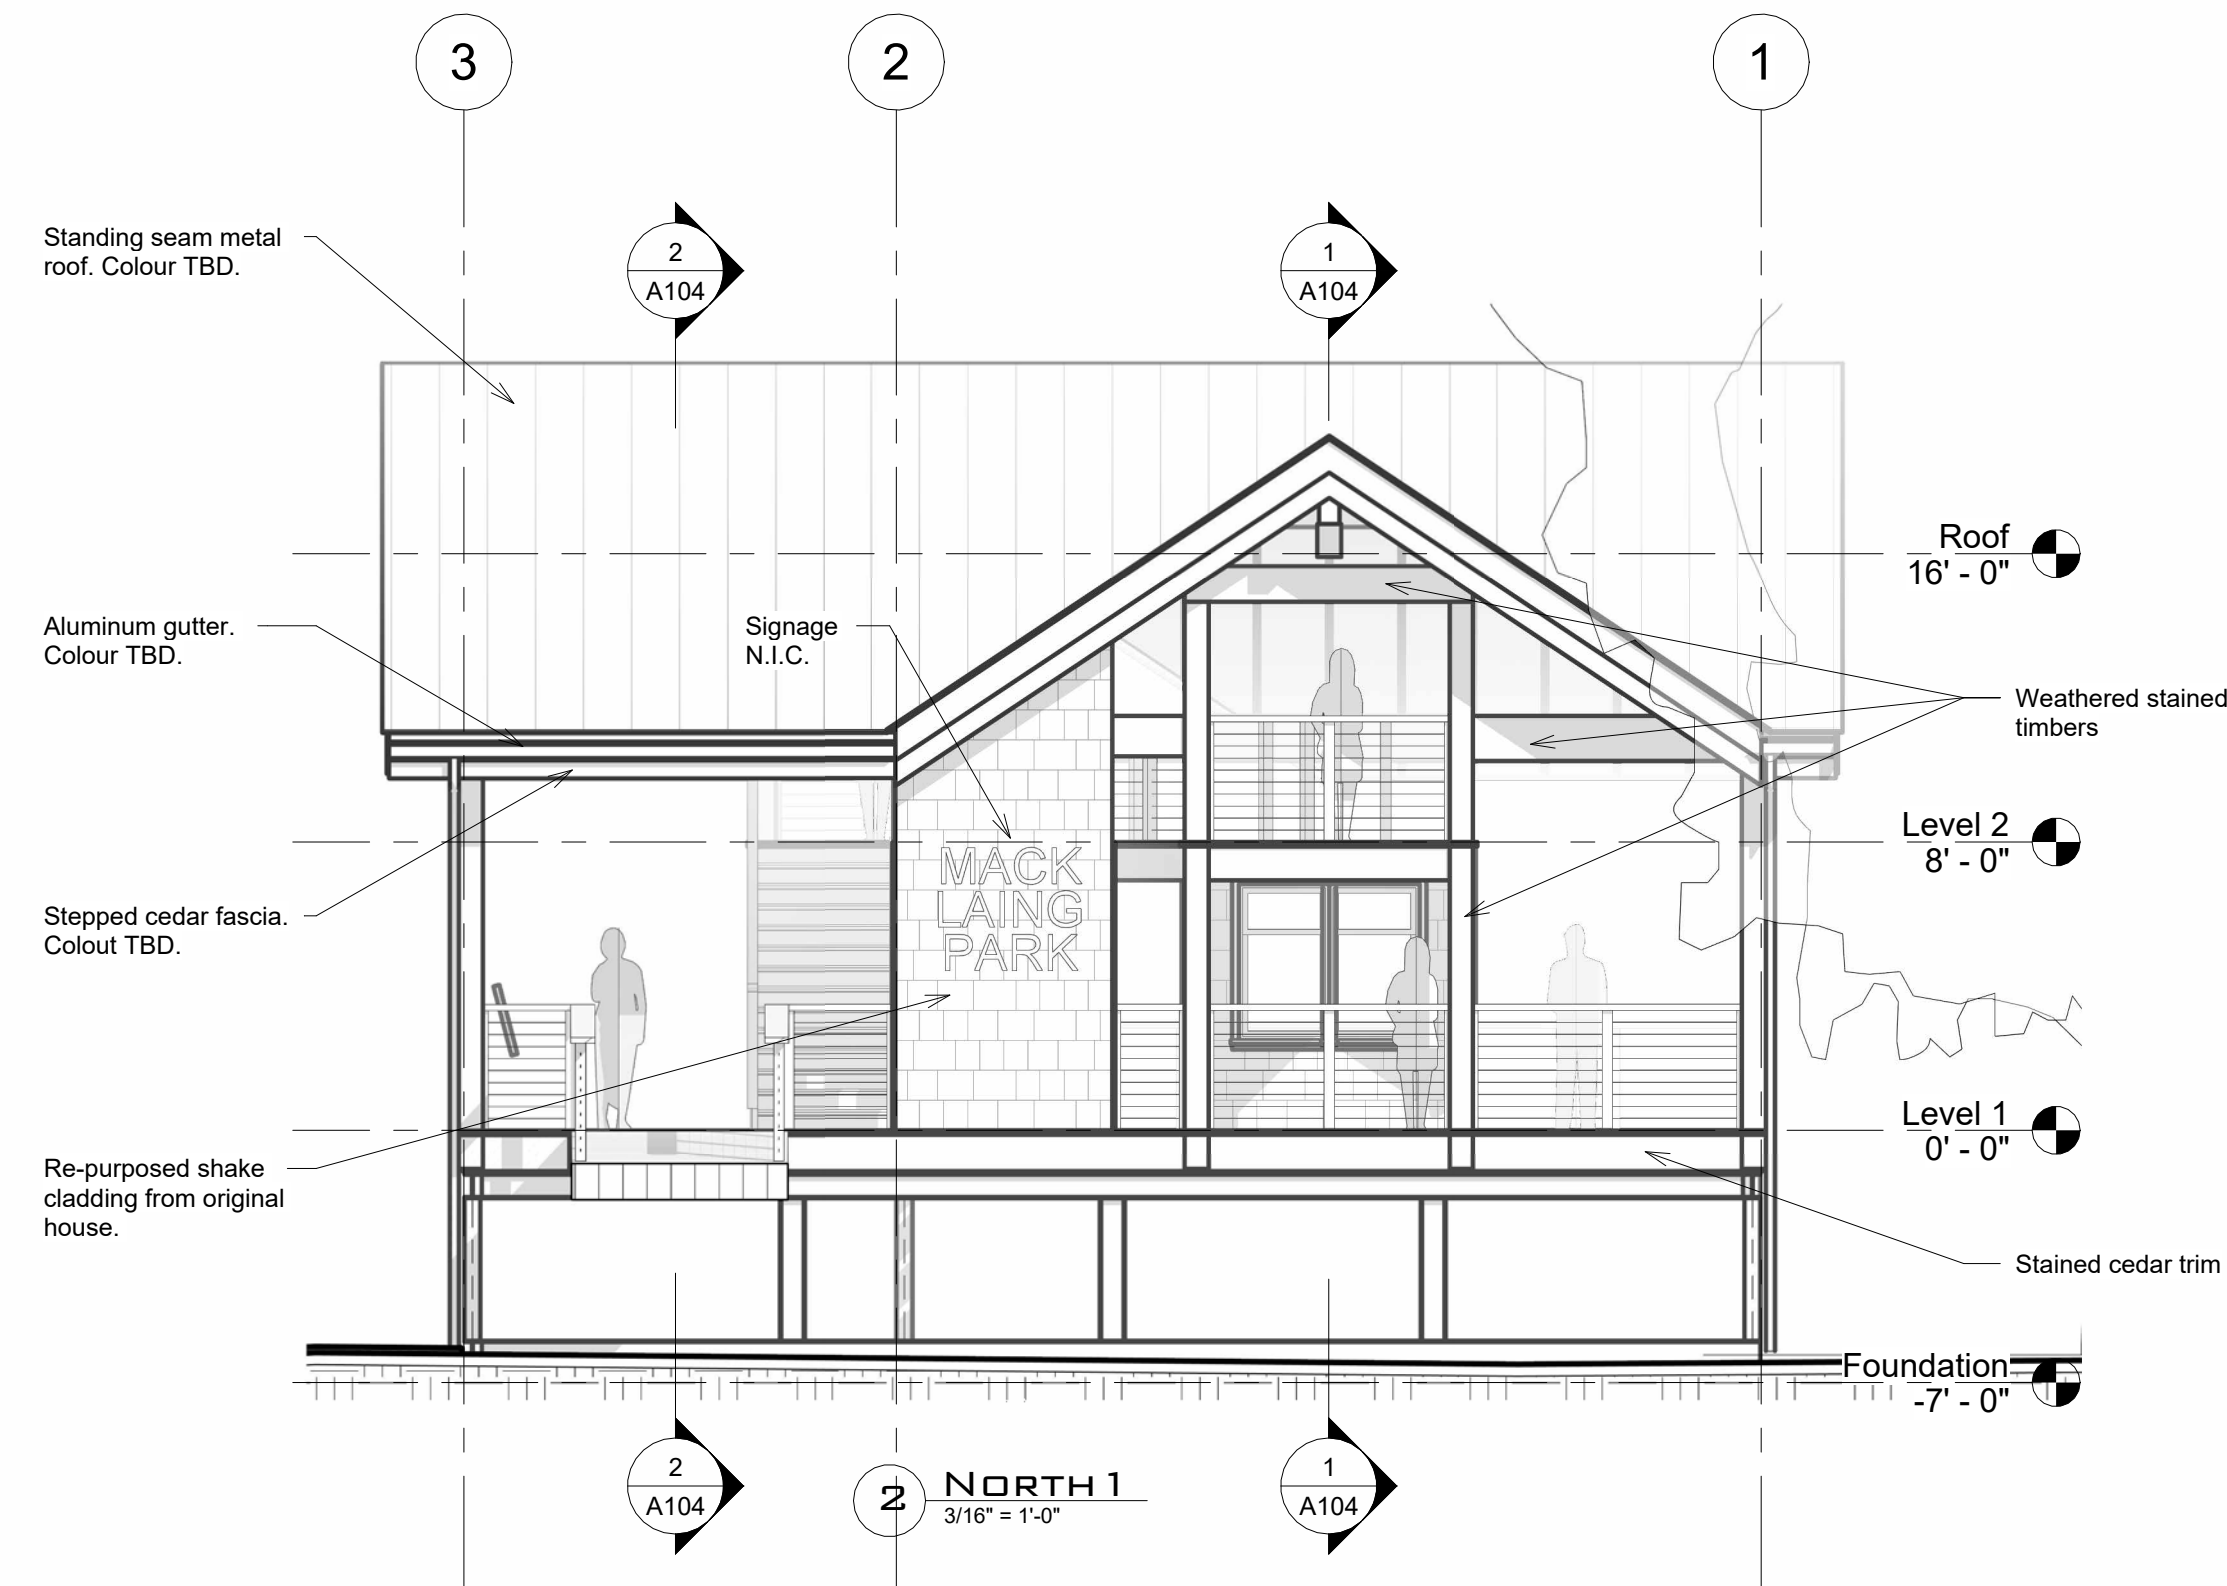 3
2
1
2
A104
1
A104
Standing seam metal
roof. Colour TBD.
Roof
16' - 0"
Aluminum gutter.
Colour TBD.
Signage
N.I.C.
Weathered stained
timbers
Level 2
8' - 0"
MACK
LAING
PARK
Stepped cedar fascia.
Colout TBD.
Level 1
0' - 0"
Re-purposed shake
cladding from original
house.
Stained cedar trim
Foundation
-7' - 0"
2
A104
2
NORTH 1
3/16" = 1'-0"
1
A104